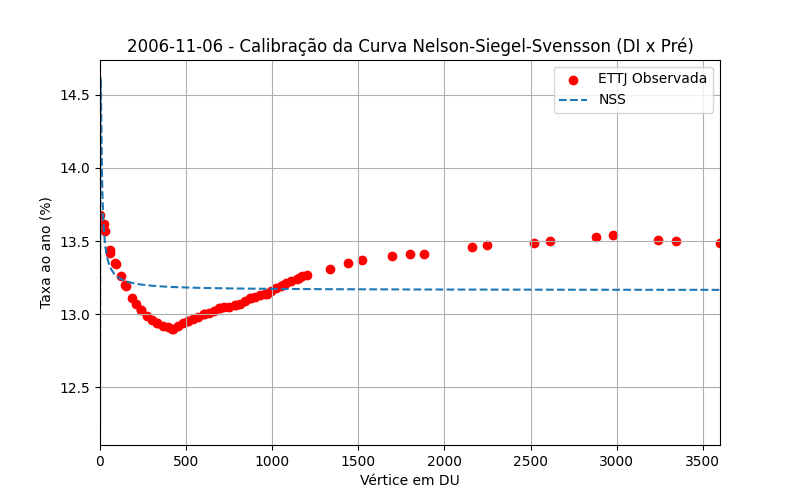 2006-11-06 - Calibração da Curva Nelson-Siegel-Svensson (DI x Pré)
ETTJ Observada
NSS
Taxa ao ano (%)
14.5
14.0
13.5
13.0
12.5
0 500 1000 1500 2000 2500 3000 3500
Vértice em DU